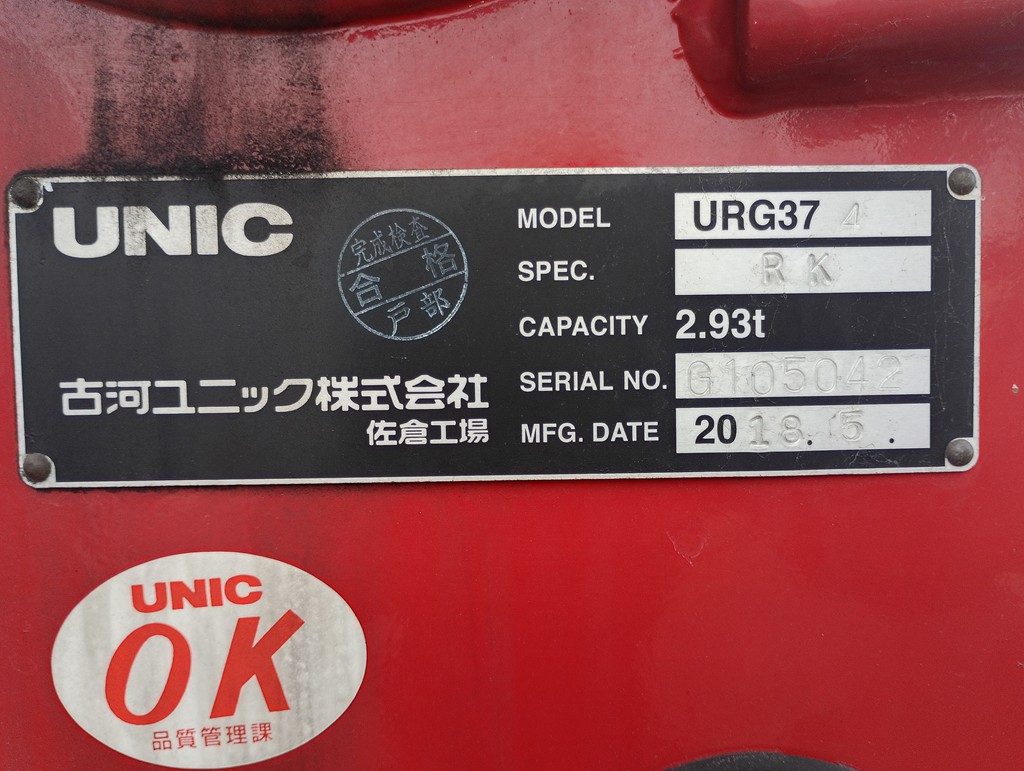 UNIC
完成検査
合格
戸部
古河ユニック株式会社
佐倉工場
MODEL URG37 4
SPEC. RK
CAPACITY 2.93t
SERIAL NO. G105042
MFG. DATE 2018.5.
UNIC
OK
品質管理課